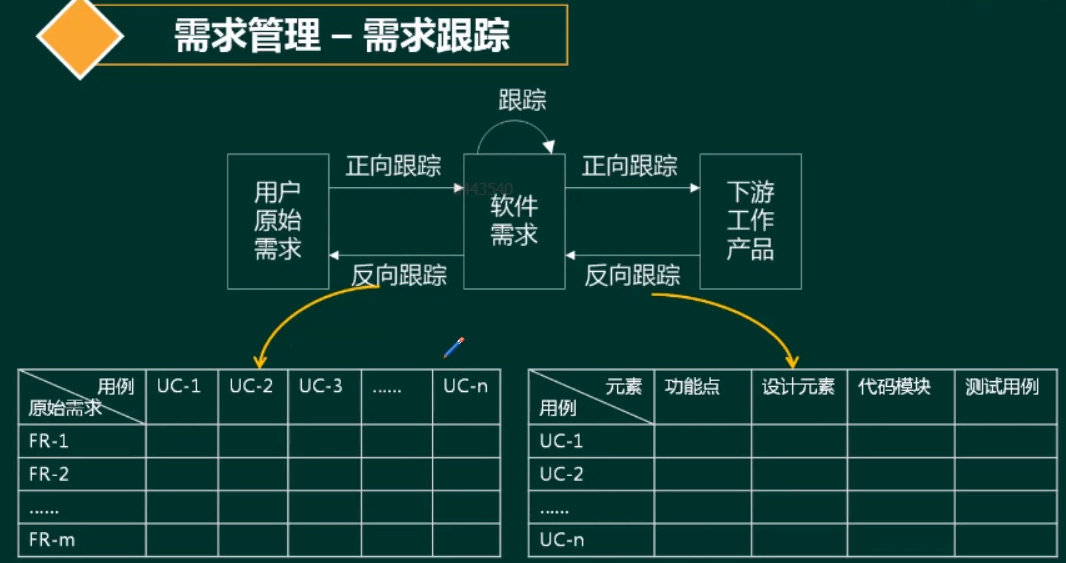 需求管理 – 需求跟踪
跟踪
正向跟踪
正向跟踪
用户
原始
需求
443540
软件
需求
下游
工作
产品
反向跟踪
反向跟踪
用例
原始需求
UC-1
UC-2
UC-3
......
UC-n
FR-1
FR-2
......
FR-m
元素
用例
功能点
设计元素
代码模块
测试用例
UC-1
UC-2
......
UC-n